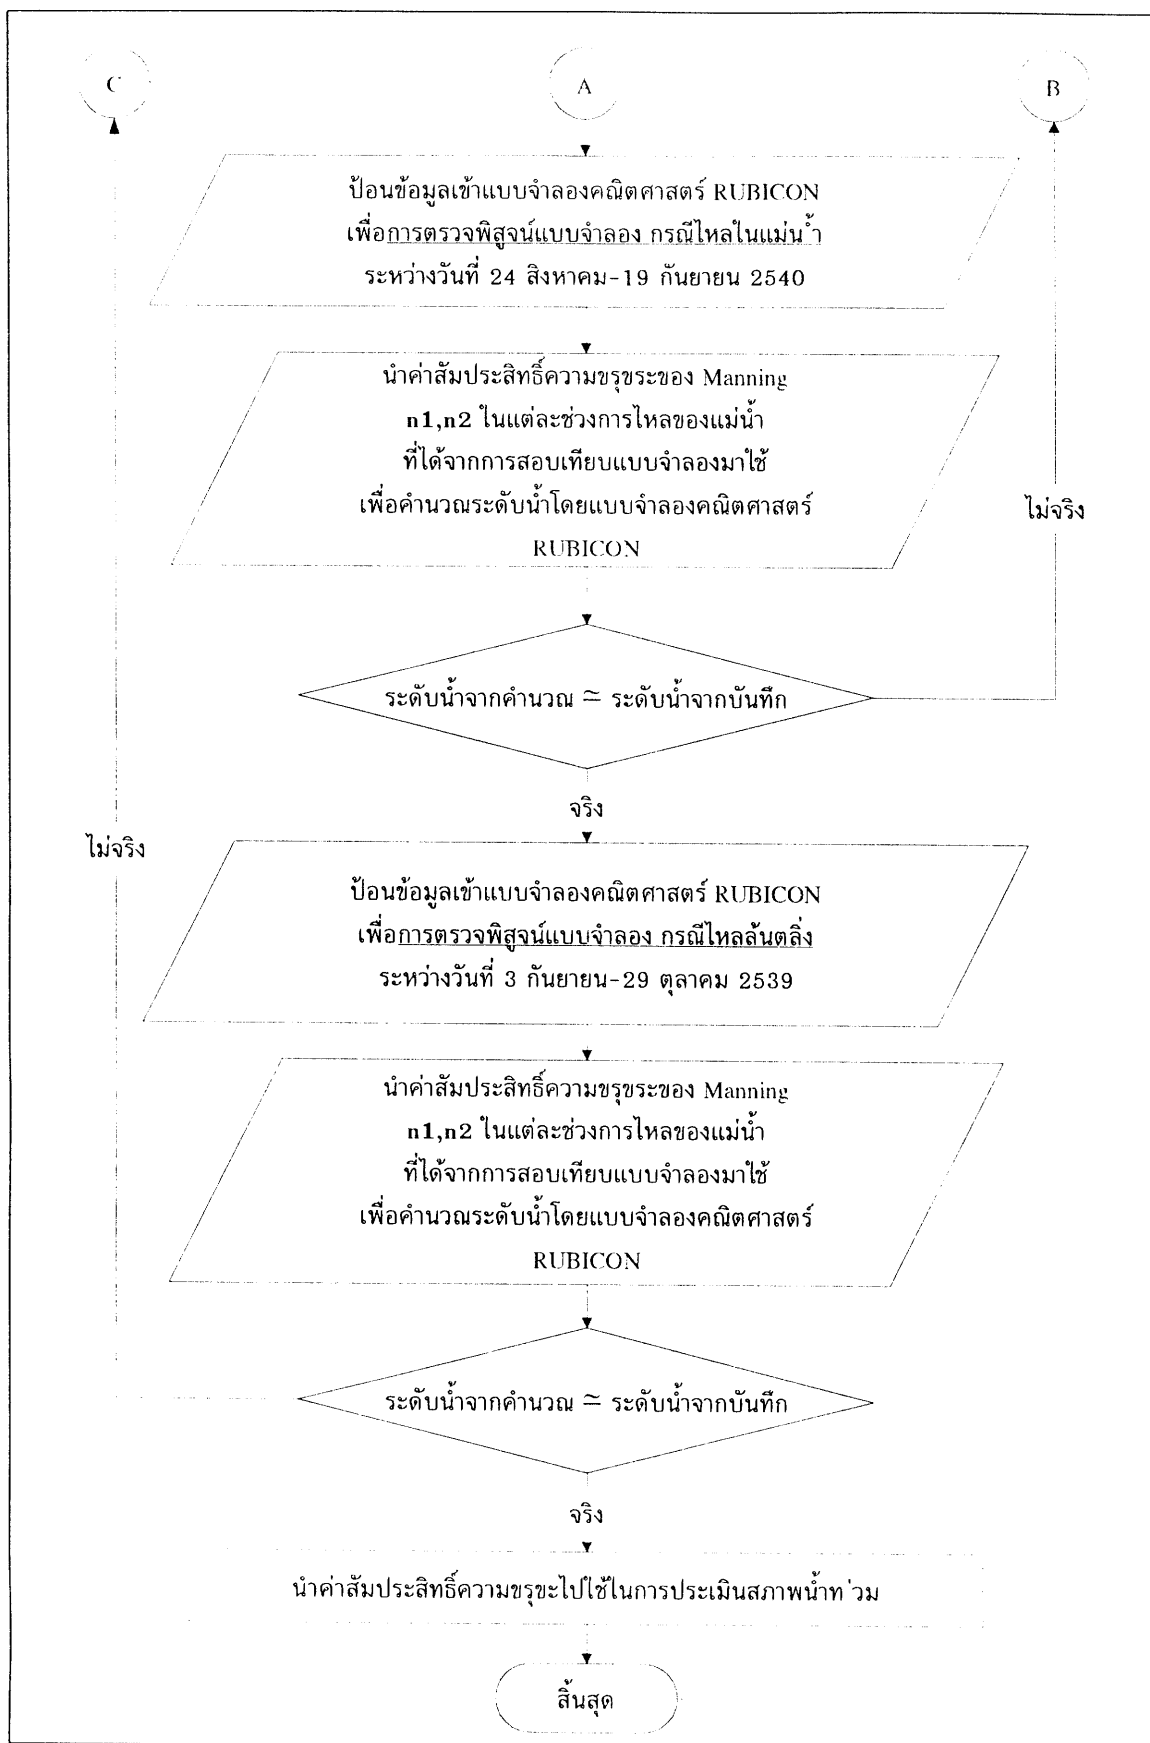 C
A
B
ป้อนข้อมูลเข้าแบบจำลองคณิตศาสตร์ RUBICON
เพื่อการตรวจพิสูจน์แบบจำลอง กรณีไหลในแม่น้ำ
ระหว่างวันที่ 24 สิงหาคม-19 กันยายน 2540
นำค่าสัมประสิทธิ์ความขรุขระของ Manning
n1,n2 ในแต่ละช่วงการไหลของแม่น้ำ
ที่ได้จากการสอบเทียบแบบจำลองมาใช้
เพื่อคำนวณระดับน้ำโดยแบบจำลองคณิตศาสตร์
RUBICON
ไม่จริง
ระดับน้ำจากคำนวณ ≃ ระดับน้ำจากบันทึก
จริง
ไม่จริง
ป้อนข้อมูลเข้าแบบจำลองคณิตศาสตร์ RUBICON
เพื่อการตรวจพิสูจน์แบบจำลอง กรณีไหลล้นตลิ่ง
ระหว่างวันที่ 3 กันยายน-29 ตุลาคม 2539
นำค่าสัมประสิทธิ์ความขรุขระของ Manning
n1,n2 ในแต่ละช่วงการไหลของแม่น้ำ
ที่ได้จากการสอบเทียบแบบจำลองมาใช้
เพื่อคำนวณระดับน้ำโดยแบบจำลองคณิตศาสตร์
RUBICON
ระดับน้ำจากคำนวณ ≃ ระดับน้ำจากบันทึก
จริง
นำค่าสัมประสิทธิ์ความขรุขะไปใช้ในการประเมินสภาพน้ำท่วม
สิ้นสุด